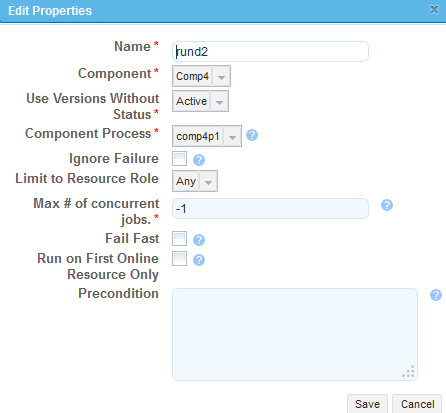 Edit Properties
Name * rund2
Component * Comp4
Use Versions Without Status * Active
Component Process * comp4p1 ?
Ignore Failure ?
Limit to Resource Role Any
Max # of concurrent jobs. * -1 ?
Fail Fast ?
Run on First Online Resource Only ?
Precondition ?
Save Cancel